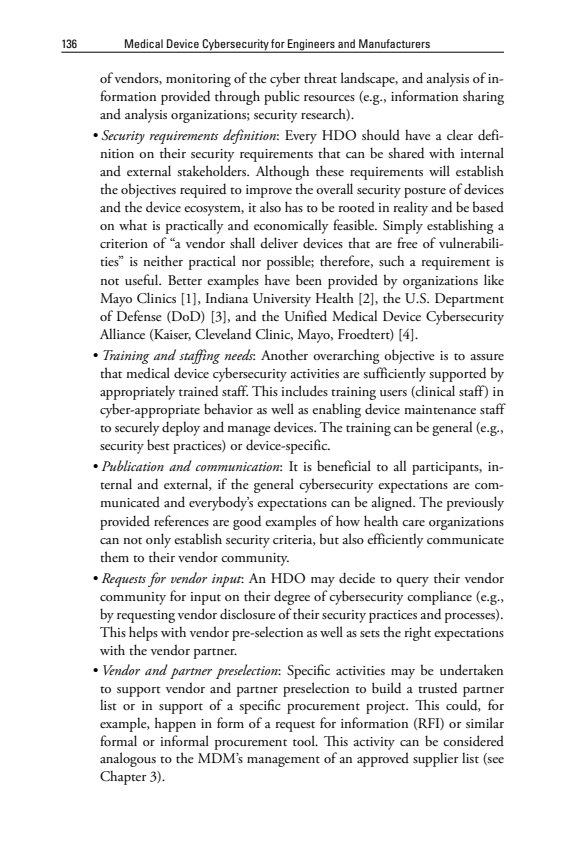 136 Medical Device Cybersecurity for Engineers and Manufacturers
of vendors, monitoring of the cyber threat landscape, and analysis of in-
formation provided through public resources (e.g., information sharing
and analysis organizations; security research).
• Security requirements definition: Every HDO should have a clear defi-
nition on their security requirements that can be shared with internal
and external stakeholders. Although these requirements will establish
the objectives required to improve the overall security posture of devices
and the device ecosystem, it also has to be rooted in reality and be based
on what is practically and economically feasible. Simply establishing a
criterion of “a vendor shall deliver devices that are free of vulnerabili-
ties” is neither practical nor possible; therefore, such a requirement is
not useful. Better examples have been provided by organizations like
Mayo Clinics [1], Indiana University Health [2], the U.S. Department
of Defense (DoD) [3], and the Unified Medical Device Cybersecurity
Alliance (Kaiser, Cleveland Clinic, Mayo, Froedtert) [4].
• Training and staffing needs: Another overarching objective is to assure
that medical device cybersecurity activities are sufficiently supported by
appropriately trained staff. This includes training users (clinical staff) in
cyber-appropriate behavior as well as enabling device maintenance staff
to securely deploy and manage devices. The training can be general (e.g.,
security best practices) or device-specific.
• Publication and communication: It is beneficial to all participants, in-
ternal and external, if the general cybersecurity expectations are com-
municated and everybody’s expectations can be aligned. The previously
provided references are good examples of how health care organizations
can not only establish security criteria, but also efficiently communicate
them to their vendor community.
• Requests for vendor input: An HDO may decide to query their vendor
community for input on their degree of cybersecurity compliance (e.g.,
by requesting vendor disclosure of their security practices and processes).
This helps with vendor pre-selection as well as sets the right expectations
with the vendor partner.
• Vendor and partner preselection: Specific activities may be undertaken
to support vendor and partner preselection to build a trusted partner
list or in support of a specific procurement project. This could, for
example, happen in form of a request for information (RFI) or similar
formal or informal procurement tool. This activity can be considered
analogous to the MDM’s management of an approved supplier list (see
Chapter 3).